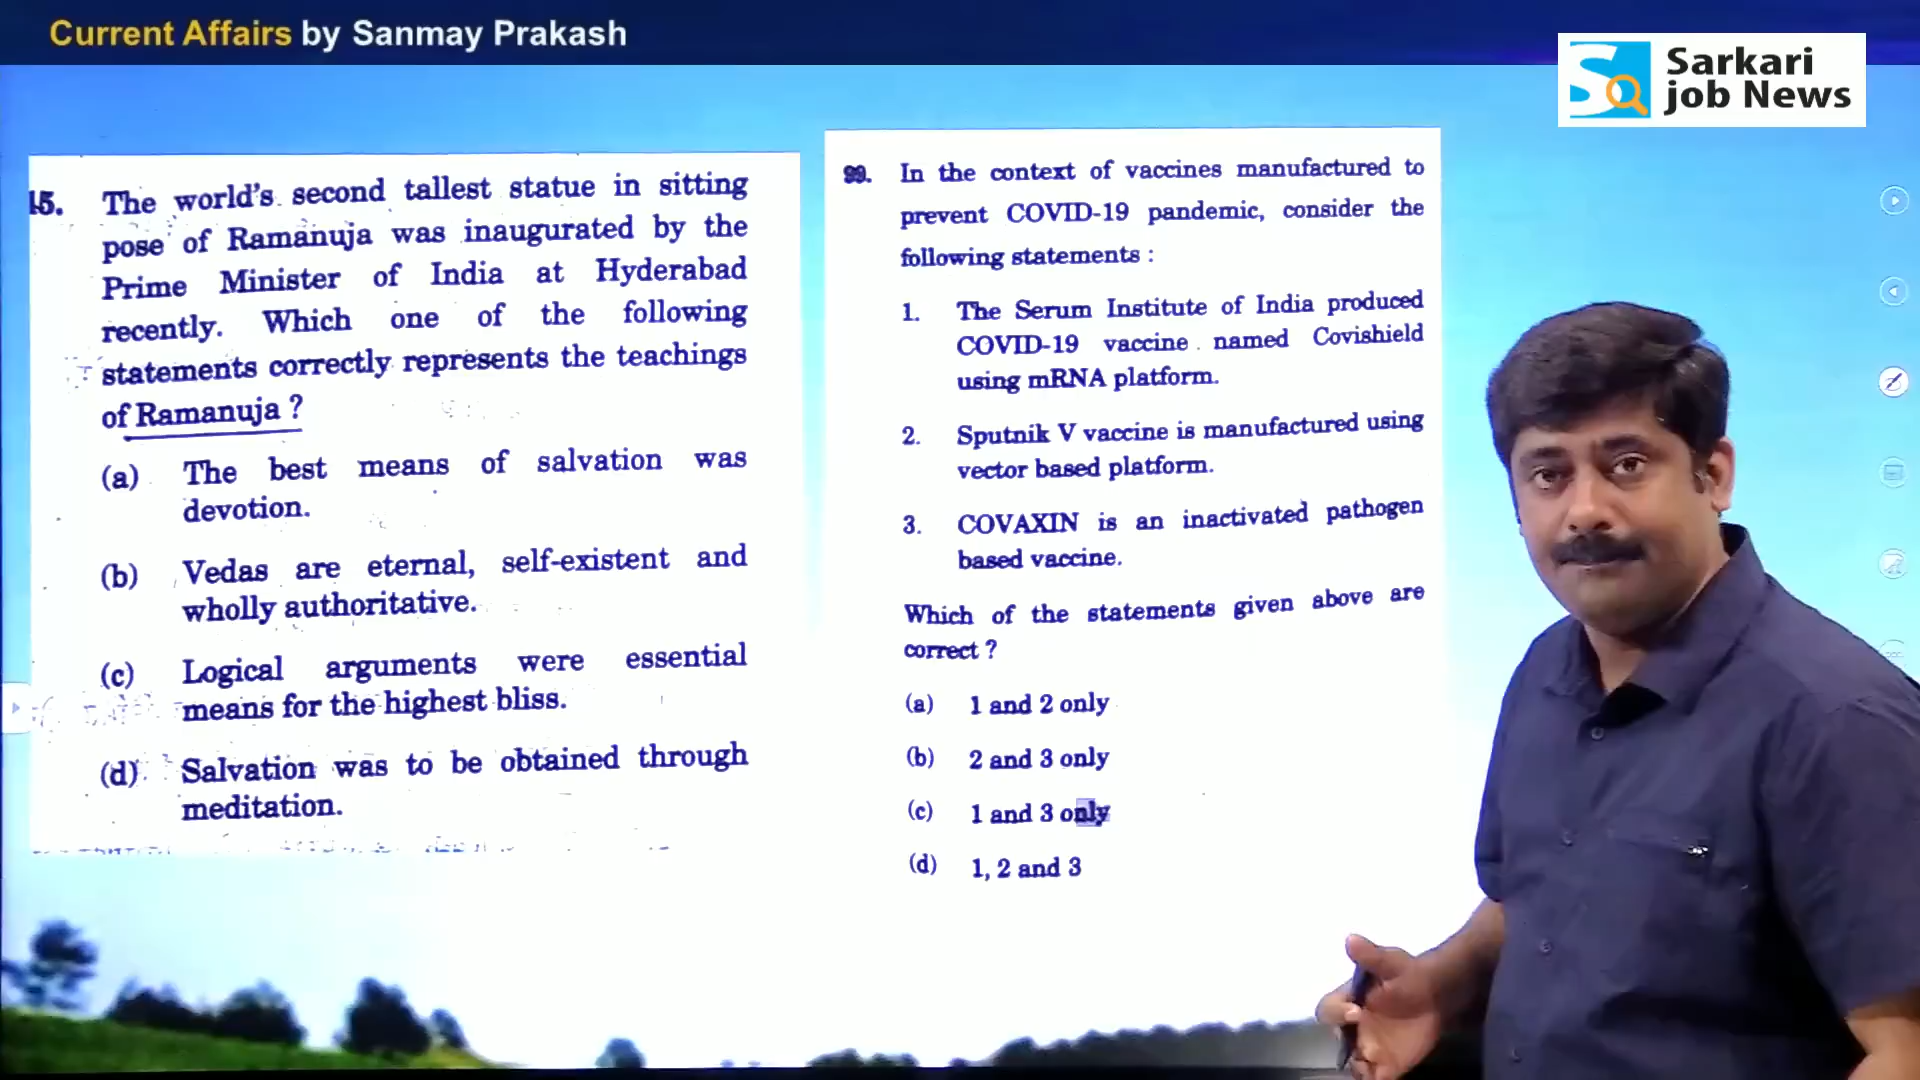 Current Affairs by Sanmay Prakash
Sarkari
job News
15. The world's second tallest statue in sitting
pose of Ramanuja was inaugurated by the
Prime Minister of India at Hyderabad
recently. Which one of the following
statements correctly represents the teachings
of Ramanuja ?
(a) The best means of salvation was
devotion.
(b) Vedas are eternal, self-existent and
wholly authoritative.
(c) Logical arguments were essential
means for the highest bliss.
(d) Salvation was to be obtained through
meditation.
99. In the context of vaccines manufactured to
prevent COVID-19 pandemic, consider the
following statements :
1. The Serum Institute of India produced
COVID-19 vaccine named Covishield
using mRNA platform.
2. Sputnik V vaccine is manufactured using
vector based platform.
3. COVAXIN is an inactivated pathogen
based vaccine.
Which of the statements given above are
correct ?
(a) 1 and 2 only
(b) 2 and 3 only
(c) 1 and 3 only
(d) 1, 2 and 3